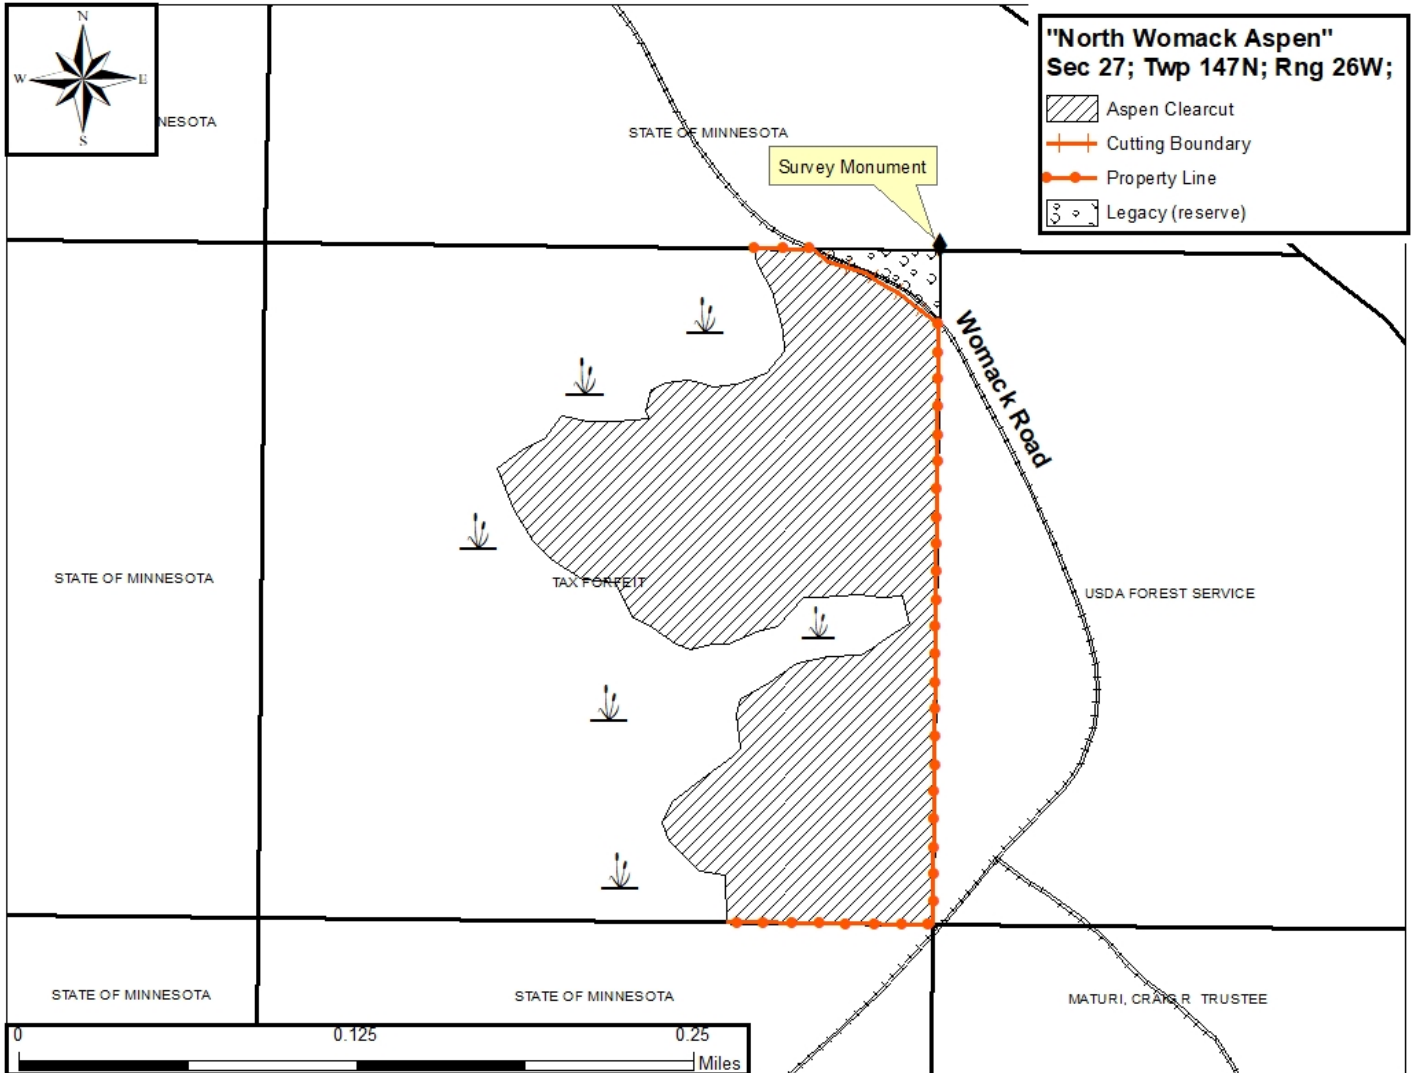 N
W E
S
"North Womack Aspen"
Sec 27; Twp 147N; Rng 26W;
Aspen Clearcut
Cutting Boundary
Property Line
Legacy (reserve)
NESOTA
STATE OF MINNESOTA
Survey Monument
Womack Road
STATE OF MINNESOTA
TAX FORFEIT
USDA FOREST SERVICE
STATE OF MINNESOTA
STATE OF MINNESOTA
MATURI, CRAIG R TRUSTEE
0 0.125 0.25
Miles